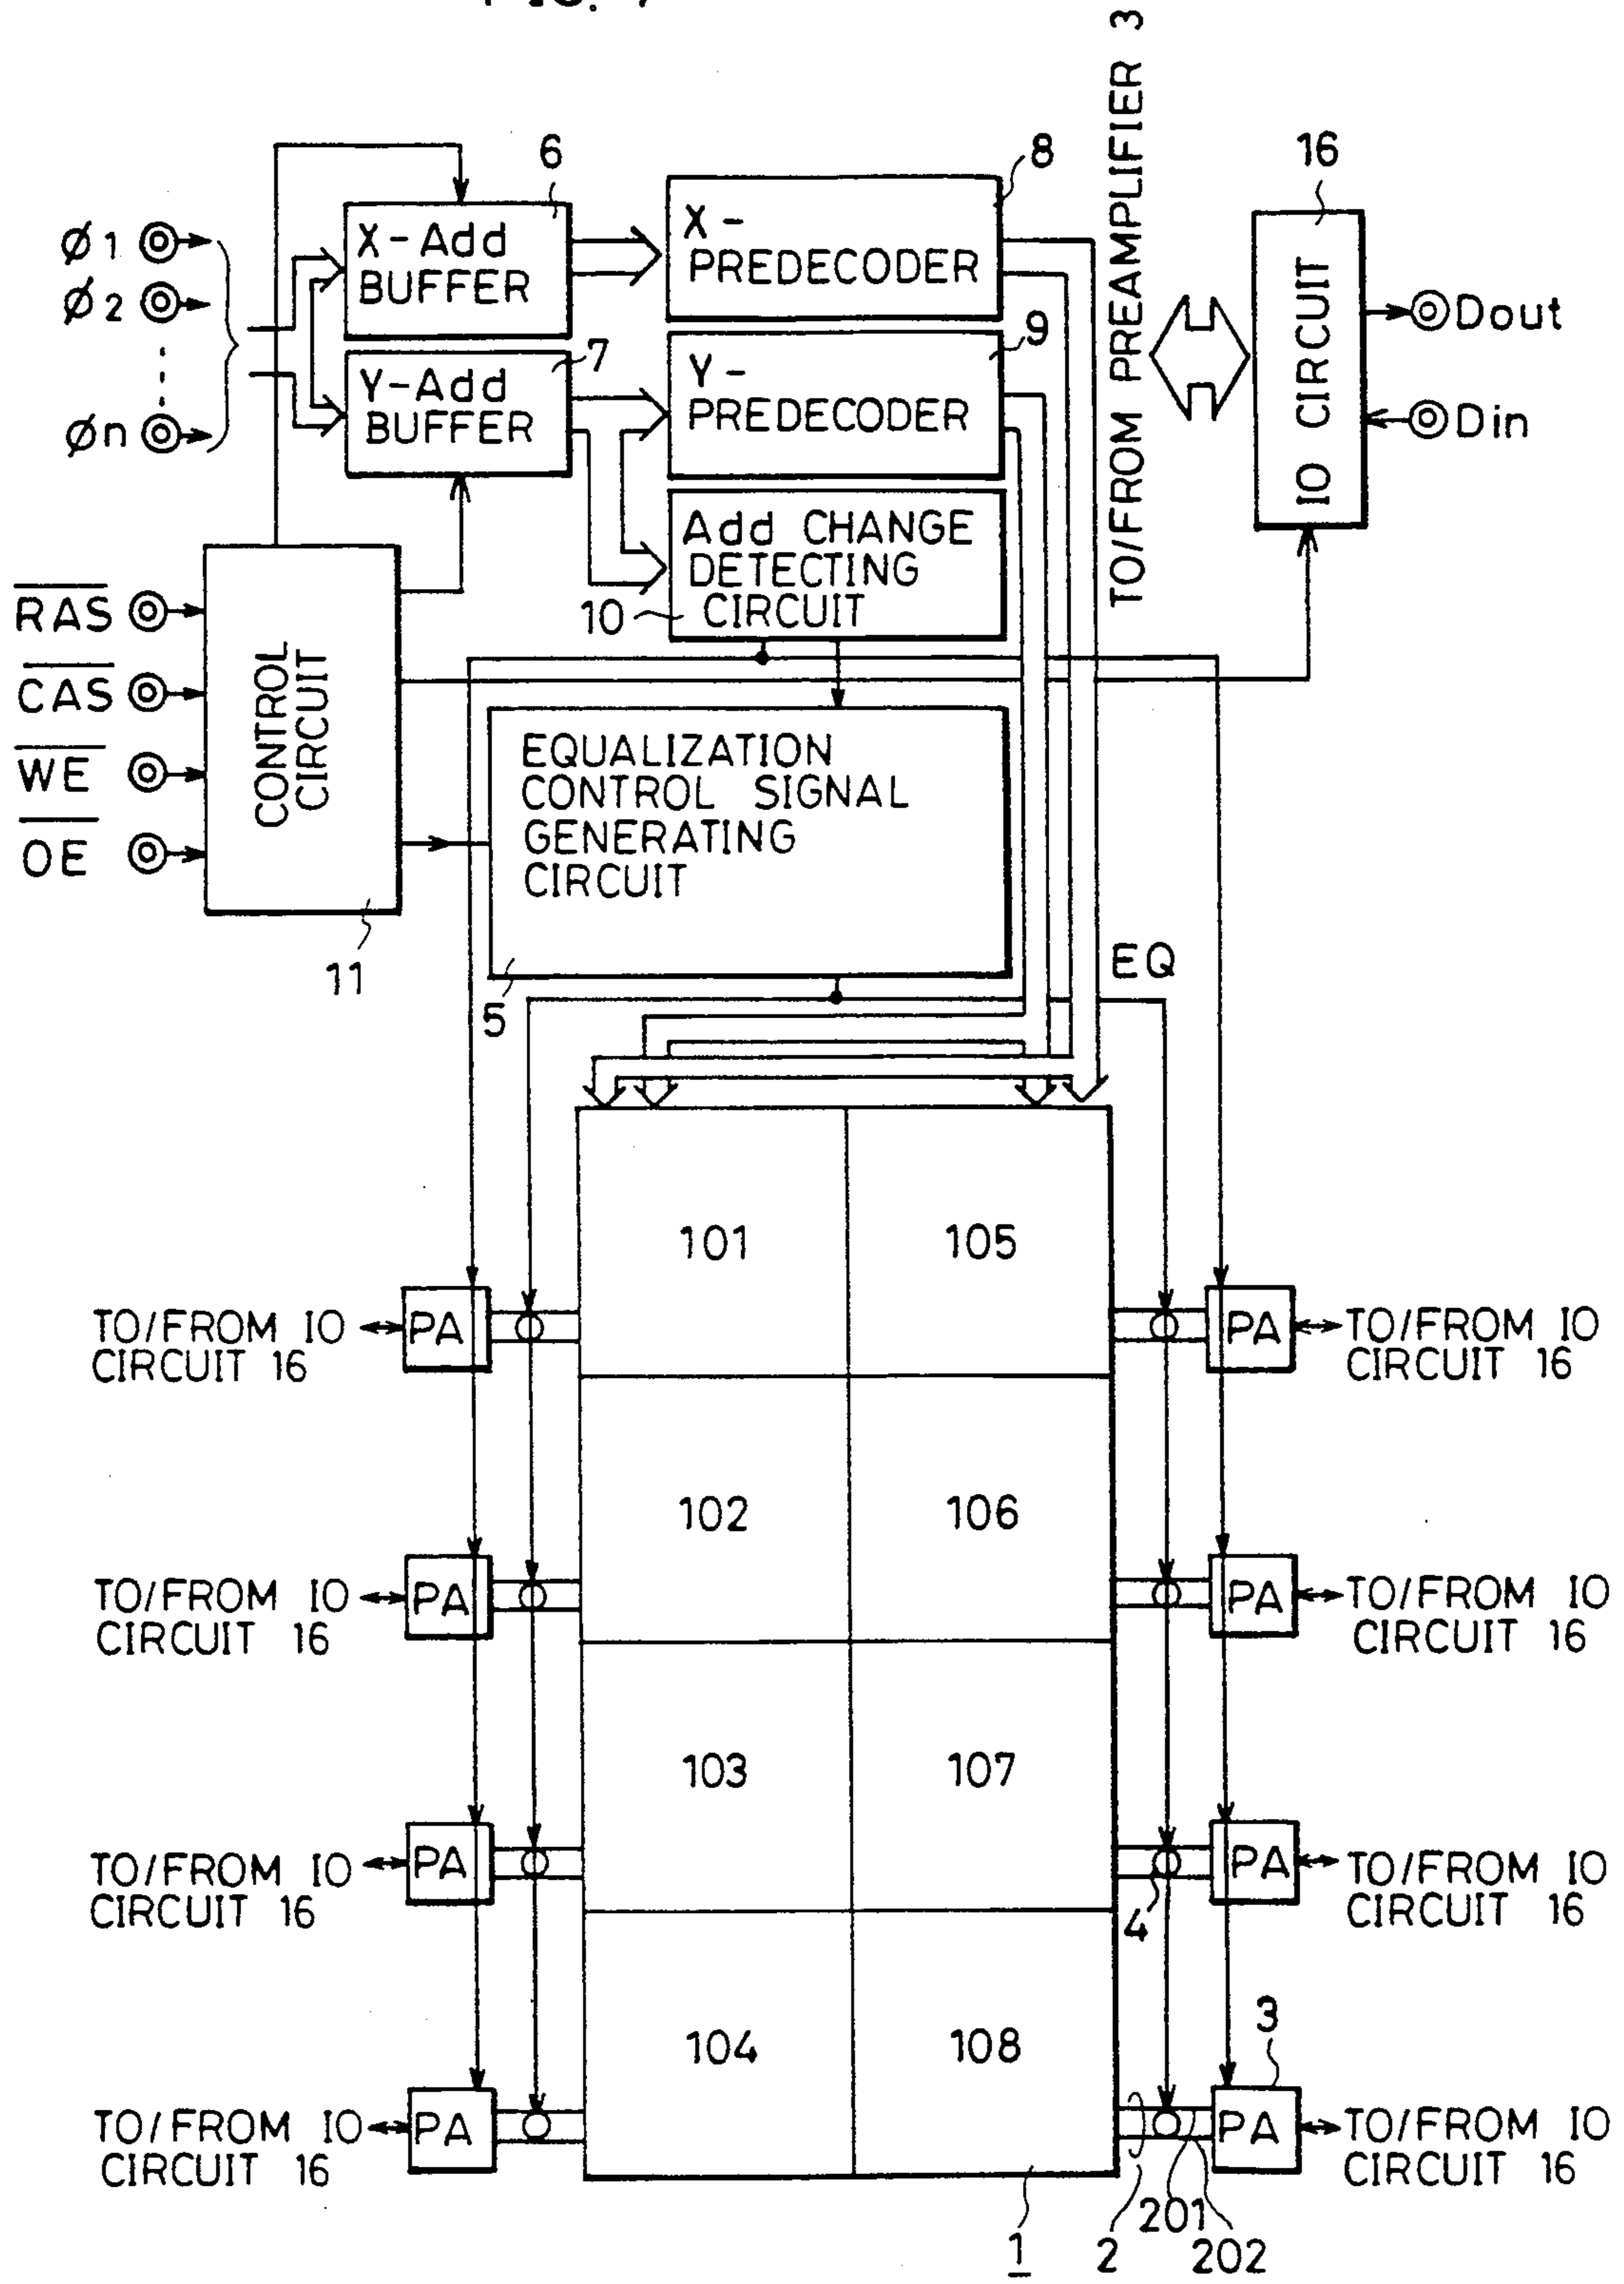 6
8
16
TO/FROM PREAMPLIFIER 3
Ø1
Ø2
Øn
X-Add
BUFFER
X-
PREDECODER
IO CIRCUIT
Dout
Din
7
Y-Add
BUFFER
9
Y-
PREDECODER
Add CHANGE
DETECTING
CIRCUIT
10
RAS
CAS
WE
OE
CONTROL
CIRCUIT
11
EQUALIZATION
CONTROL SIGNAL
GENERATING
CIRCUIT
5
EQ
101
105
TO/FROM IO
CIRCUIT 16
PA
PA
TO/FROM IO
CIRCUIT 16
102
106
TO/FROM IO
CIRCUIT 16
PA
PA
TO/FROM IO
CIRCUIT 16
103
107
TO/FROM IO
CIRCUIT 16
PA
4
PA
TO/FROM IO
CIRCUIT 16
104
108
3
TO/FROM IO
CIRCUIT 16
PA
PA
TO/FROM IO
CIRCUIT 16
1
2
201
202